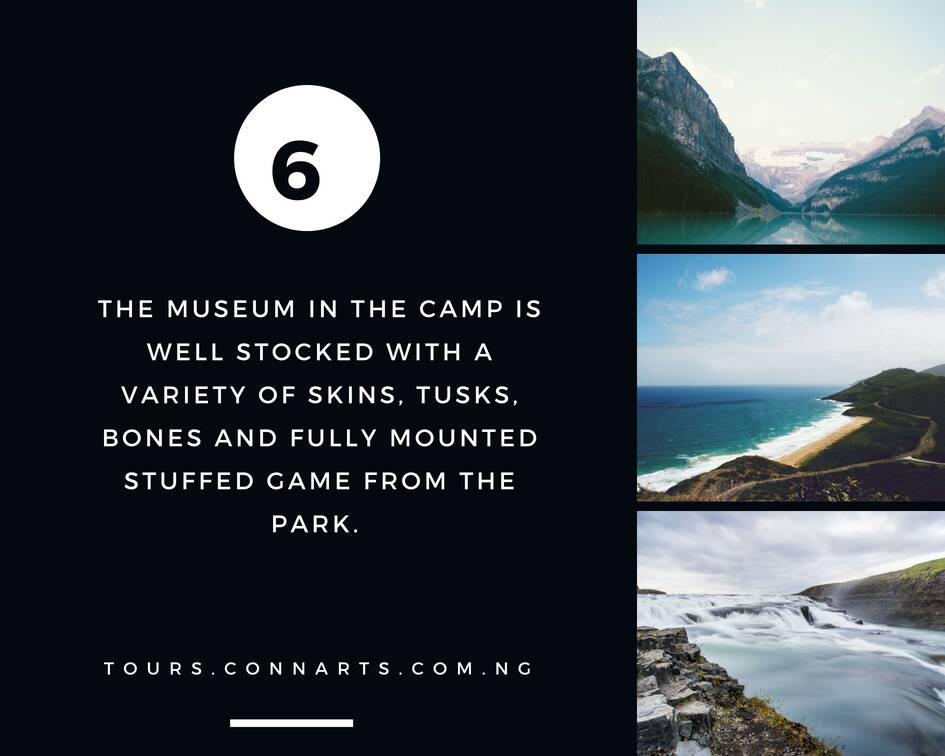 6
THE MUSEUM IN THE CAMP IS
WELL STOCKED WITH A
VARIETY OF SKINS, TUSKS,
BONES AND FULLY MOUNTED
STUFFED GAME FROM THE
PARK.
TOURS.CONNARTS.COM.NG